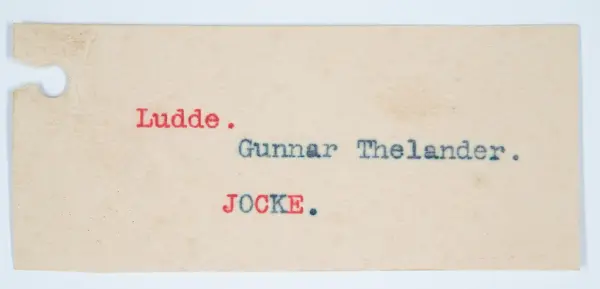 Ludde.
Gunnar Thelander.
JOCKE.